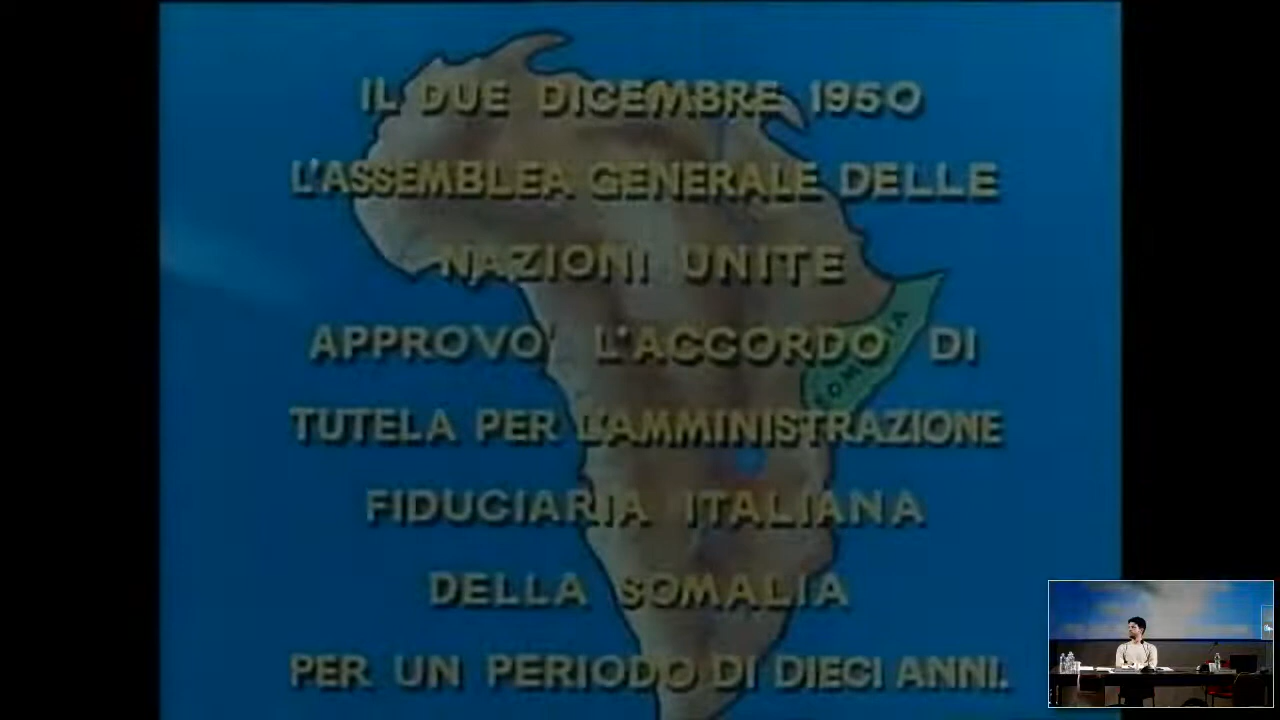 IL DUE DICEMBRE 1950
L'ASSEMBLEA GENERALE DELLE
NAZIONI UNITE
APPROVO' L'ACCORDO DI
TUTELA PER L'AMMINISTRAZIONE
FIDUCIARIA ITALIANA
DELLA SOMALIA
PER UN PERIODO DI DIECI ANNI.
SOMALIA